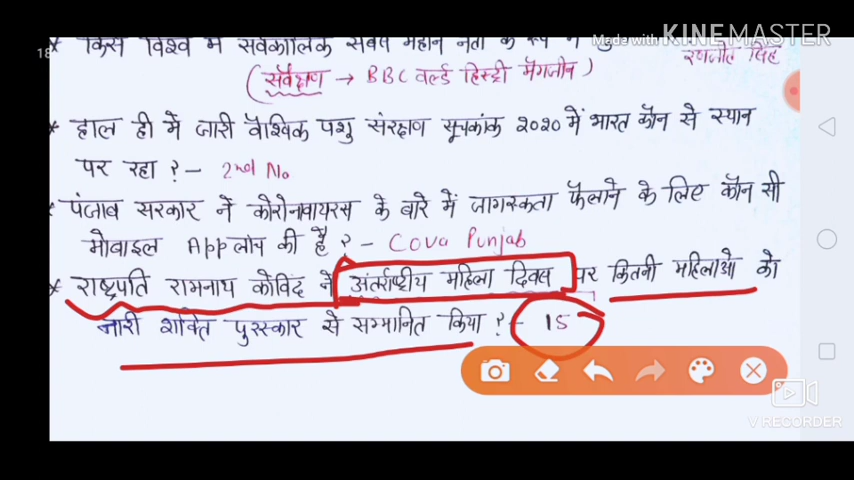 Made with KINEMASTER
18
* किसे विश्व में सर्वकालिक सबसे महान नेता के रूप में
रणजीत सिंह
(सर्वेक्षण → BBC वर्ल्ड हिस्ट्री मैगजीन)
* हाल ही में जारी वैश्विक पशु संरक्षण सूचकांक २०२० में भारत कौन से स्थान
पर रहा? - 2nd No
* पंजाब सरकार ने कोरोनावायरस के बारे में जागरूकता फैलाने के लिए कौन सी
मोबाइल App लांच की है? - Cova Punjab
* राष्ट्रपति रामनाथ कोविंद ने अंतर्राष्ट्रीय महिला दिवस पर कितनी महिलाओं को
नारी शक्ति पुरस्कार से सम्मानित किया? - 15
V RECORDER